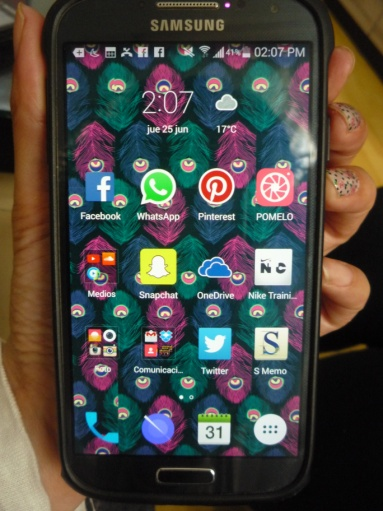 SAMSUNG
41% 02:07 PM
2:07
jue 25 jun 17°C
Facebook WhatsApp Pinterest POMELO
N+C
Medios Snapchat OneDrive Nike Traini...
Foto Comunicaci... Twitter S Memo
31